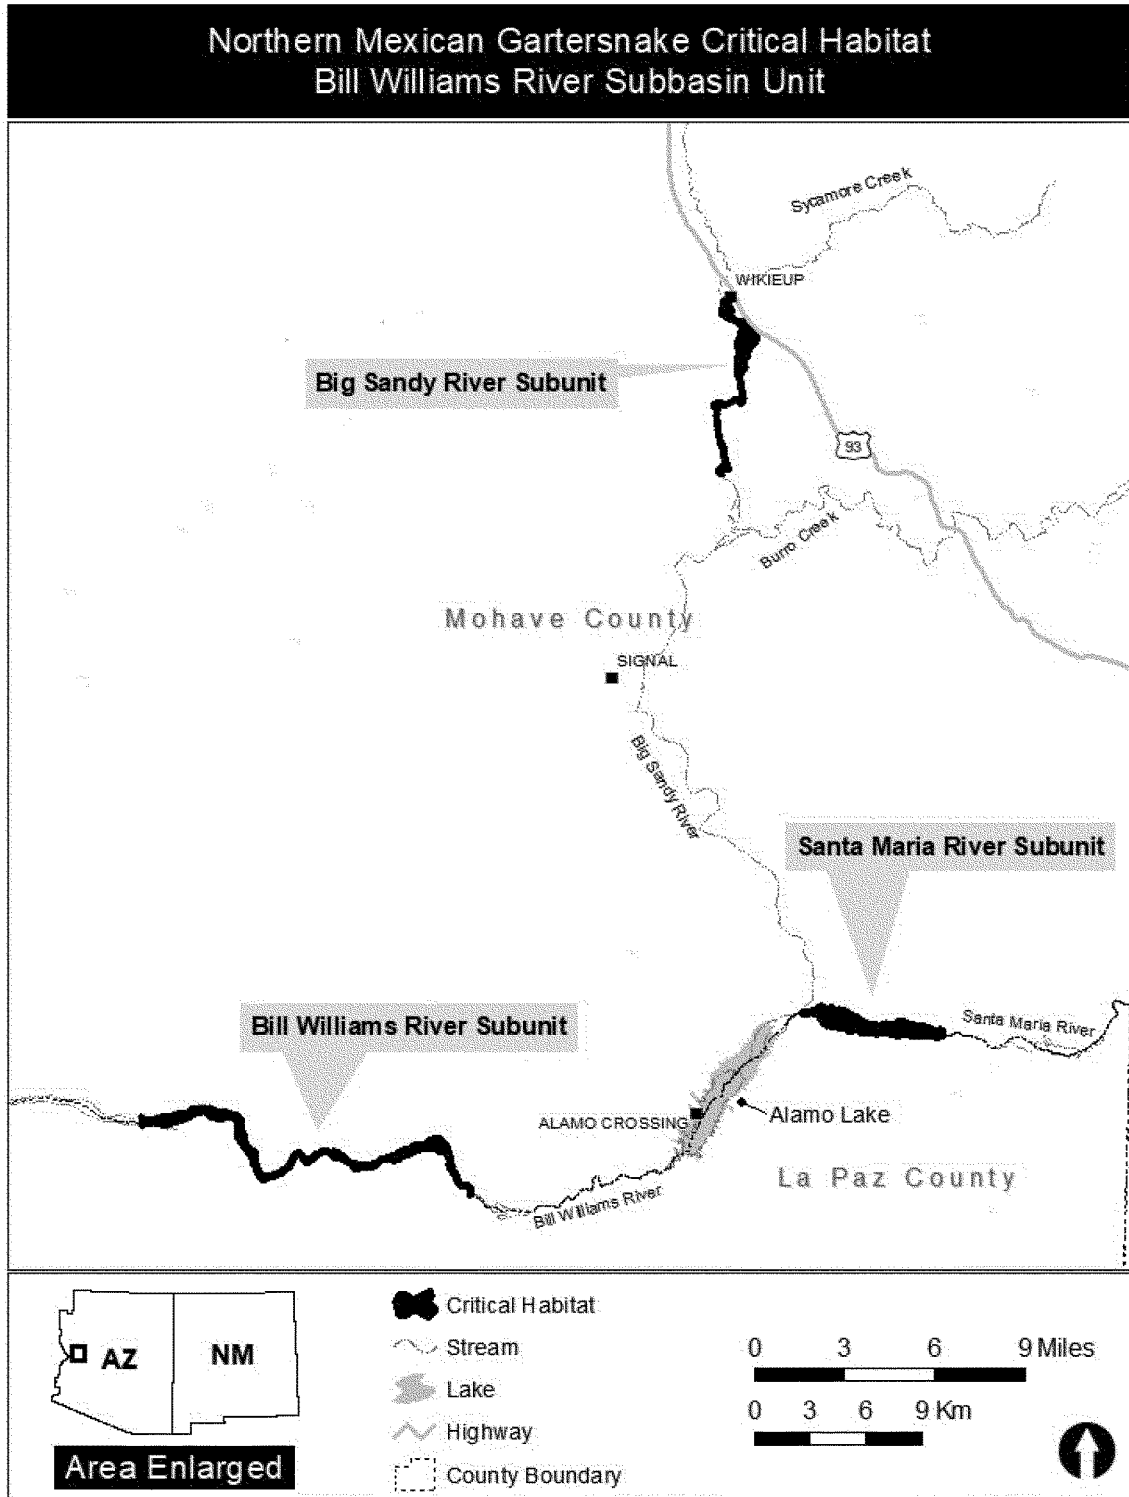 Northern Mexican Gartersnake Critical Habitat
Bill Williams River Subbasin Unit
Sycamore Creek
WIKIEUP
Big Sandy River Subunit
93
Burro Creek
Mohave County
SIGNAL
Big Sandy River
Santa Maria River Subunit
Bill Williams River Subunit
Santa Maria River
ALAMO CROSSING
Alamo Lake
La Paz County
Bill Williams River
AZ
NM
Area Enlarged
Critical Habitat
Stream
Lake
Highway
County Boundary
0 3 6 9 Miles
0 3 6 9 Km